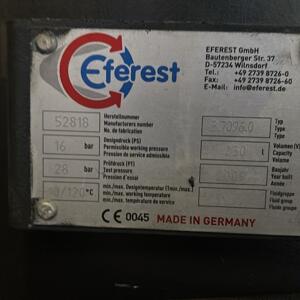 Eferest
EFEREST GmbH
Bautenberger Str. 37
D-57234 Wilnsdorf
Tel.: +49 2739 8726-0
Fax: +49 2739 8726-60
E-Mail: info@eferest.de
52818
Herstellnummer
Manufacturers number
No. de fabrication
Typ
Type
Type
16 bar
Designdruck (PS)
Permissible working pressure
Pression de service admissible
l
Volumen (V)
Capacity
Volume
28 bar
Prüfdruck (PT)
Test pressure
Pression d'essai
Baujahr
Year built
/120 °C
min./max. Designtemperatur (Tmin./max.)
min./max. working temperature
min./max. température de service
Fluidgruppe
Fluid group
CE 0045 MADE IN GERMANY